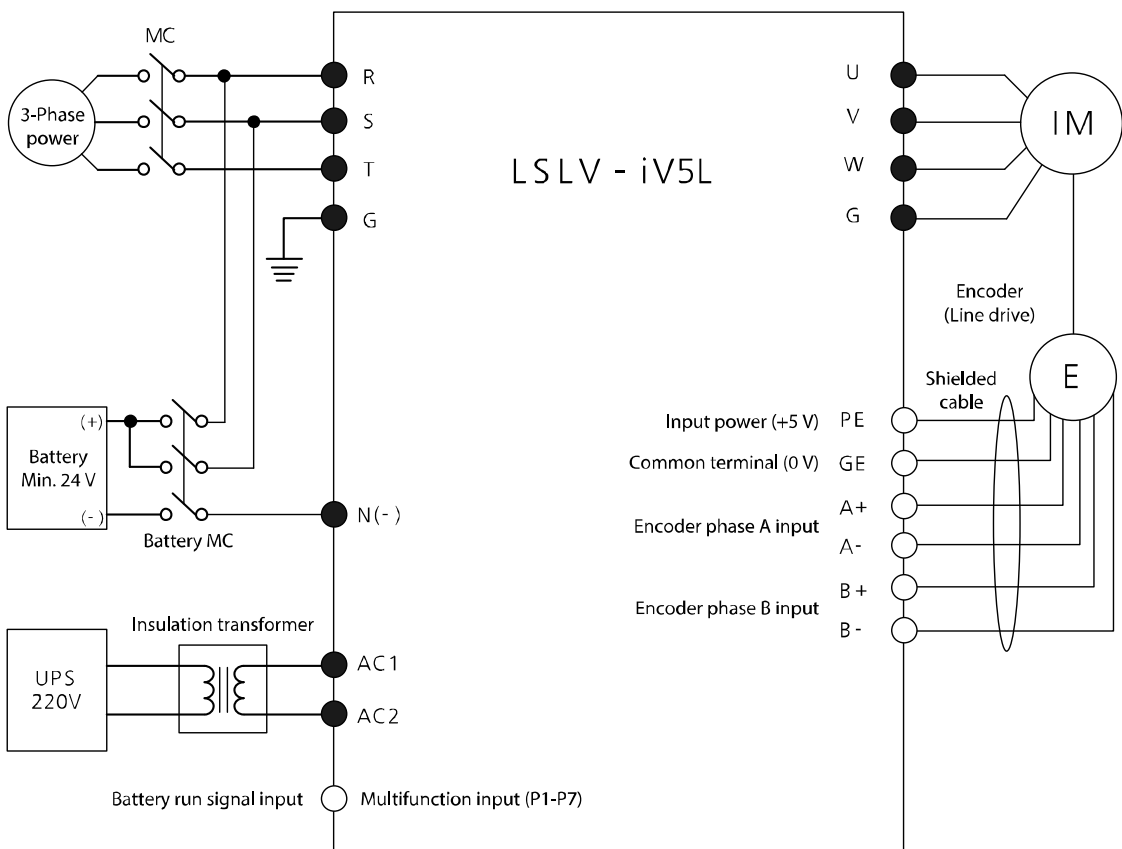 MC
3-Phase
power
R
S
T
G
LSLV - iV5L
U
V
W
G
IM
Encoder
(Line drive)
E
Shielded
cable
Battery
Min. 24 V
(+)
(-)
Battery MC
N(-)
Input power (+5 V) PE
Common terminal (0 V) GE
Encoder phase A input
A+
A-
Encoder phase B input
B+
B-
Insulation transformer
UPS
220V
AC1
AC2
Battery run signal input
Multifunction input (P1-P7)